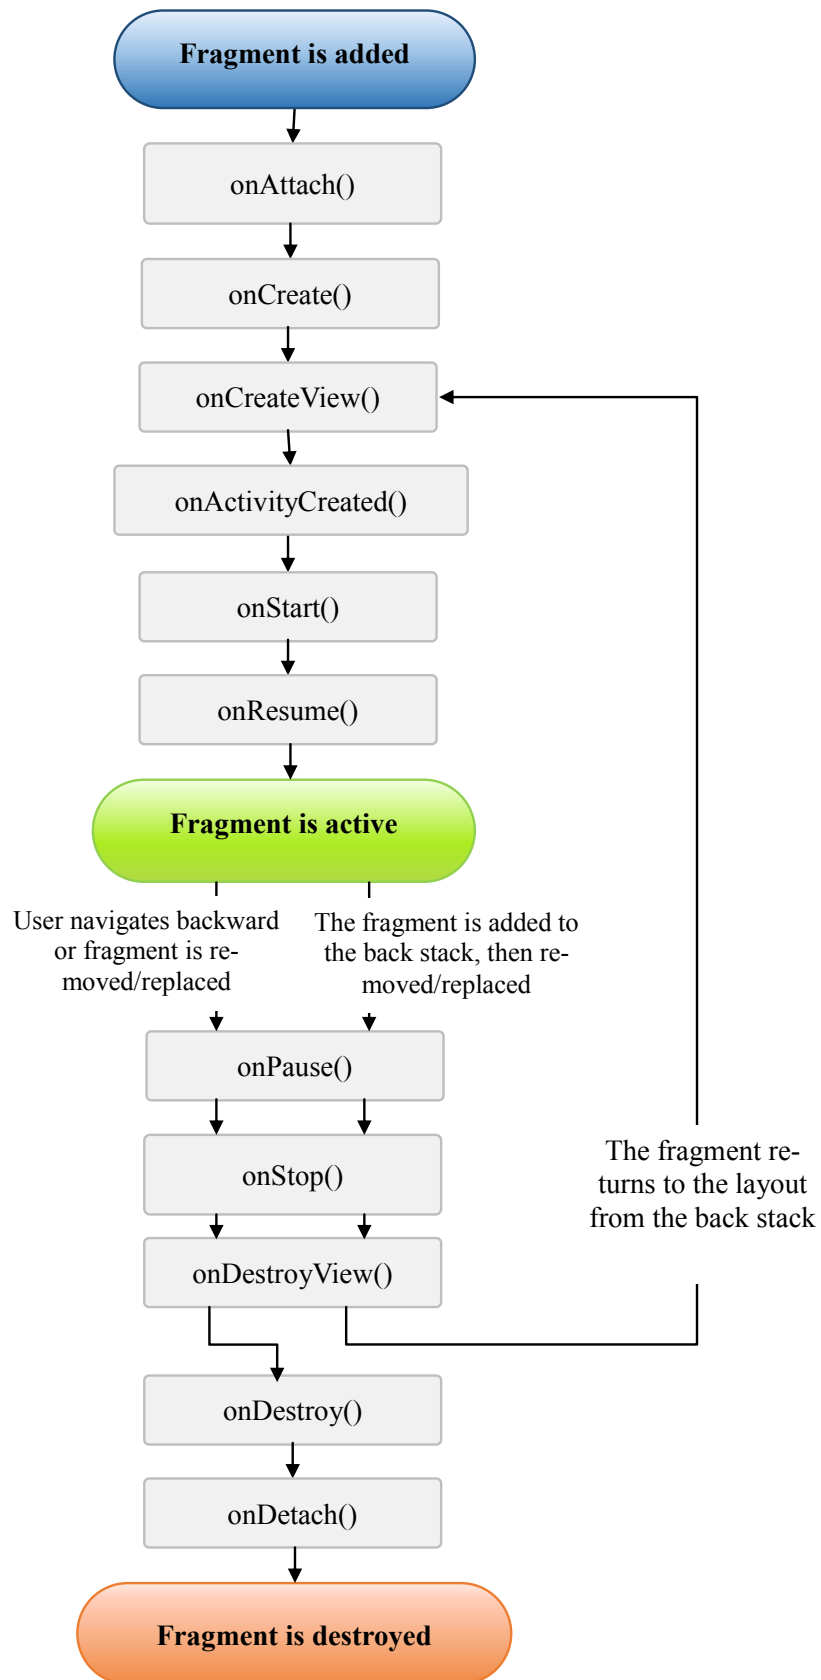 Fragment is added
onAttach()
onCreate()
onCreateView()
onActivityCreated()
onStart()
onResume()
Fragment is active
User navigates backward
or fragment is re-
moved/replaced
The fragment is added to
the back stack, then re-
moved/replaced
onPause()
onStop()
onDestroyView()
The fragment re-
turns to the layout
from the back stack
onDestroy()
onDetach()
Fragment is destroyed